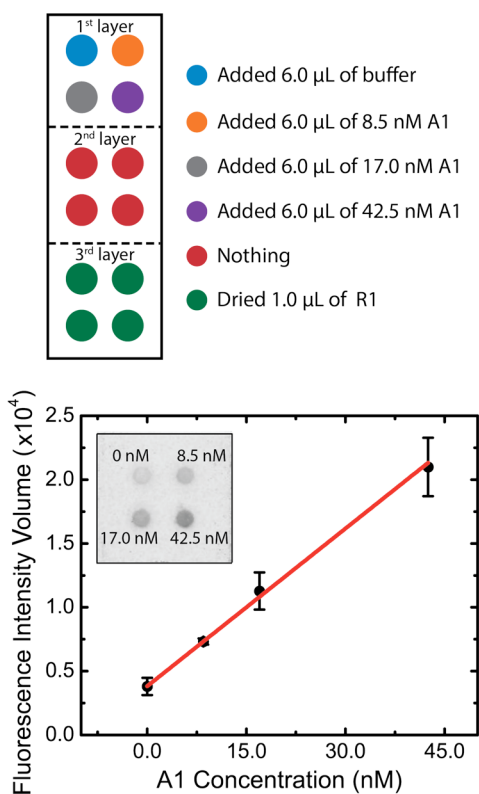 1st layer
2nd layer
3rd layer
Added 6.0 µL of buffer
Added 6.0 µL of 8.5 nM A1
Added 6.0 µL of 17.0 nM A1
Added 6.0 µL of 42.5 nM A1
Nothing
Dried 1.0 µL of R1
Fluorescence Intensity Volume (x10⁴)
2.5
2.0
1.5
1.0
0.5
0.0
0 nM 8.5 nM
17.0 nM 42.5 nM
0.0 15.0 30.0 45.0
A1 Concentration (nM)